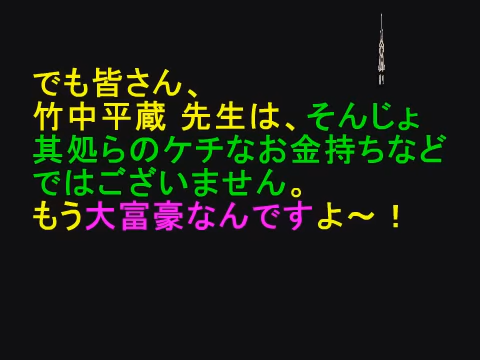 でも皆さん、
竹中平蔵 先生は、そんじょ
其処らのケチなお金持ちなど
ではございません。
もう大富豪なんですよ～！